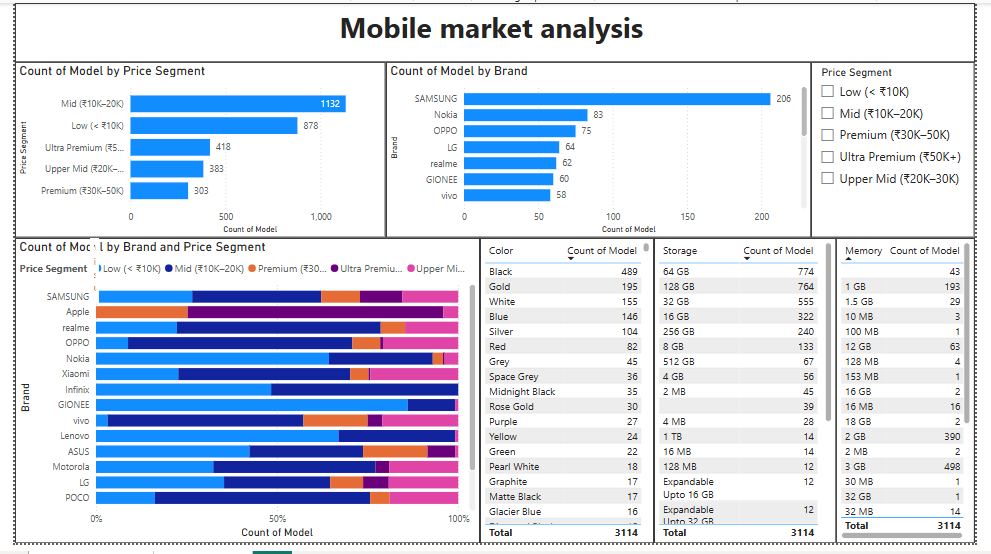 Mobile market analysis
Count of Model by Price Segment
Price Segment
Mid (₹10K–20K) 1132
Low (< ₹10K) 878
Ultra Premium (₹5... 418
Upper Mid (₹20K–... 383
Premium (₹30K–50K) 303
0 500 1,000
Count of Model
Count of Model by Brand
Brand
SAMSUNG 206
Nokia 83
OPPO 75
LG 64
realme 62
GIONEE 60
vivo 58
0 50 100 150 200
Count of Model
Price Segment
Low (< ₹10K)
Mid (₹10K–20K)
Premium (₹30K–50K)
Ultra Premium (₹50K+)
Upper Mid (₹20K–30K)
Count of Model by Brand and Price Segment
Price Segment Low (< ₹10K) Mid (₹10K–20K) Premium (₹30... Ultra Premiu... Upper Mi...
Brand
SAMSUNG
Apple
realme
OPPO
Nokia
Xiaomi
Infinix
GIONEE
vivo
Lenovo
ASUS
Motorola
LG
POCO
0% 50% 100%
Count of Model
Color Count of Model
Black 489
Gold 195
White 155
Blue 146
Silver 104
Red 82
Grey 45
Space Grey 36
Midnight Black 35
Rose Gold 30
Purple 27
Yellow 24
Green 22
Pearl White 18
Graphite 17
Matte Black 17
Glacier Blue 16
Total 3114
Storage Count of Model
64 GB 774
128 GB 764
32 GB 555
16 GB 322
256 GB 240
8 GB 133
512 GB 67
4 GB 56
2 MB 45
39
4 MB 28
1 TB 14
16 MB 14
128 MB 12
Expandable 12
Upto 16 GB
Expandable 12
Upto 32 GB
Total 3114
Memory Count of Model
43
1 GB 193
1.5 GB 29
10 MB 3
100 MB 1
12 GB 63
128 MB 4
153 MB 1
16 GB 2
16 MB 16
18 GB 2
2 GB 390
2 MB 2
3 GB 498
30 MB 1
32 GB 1
32 MB 14
Total 3114